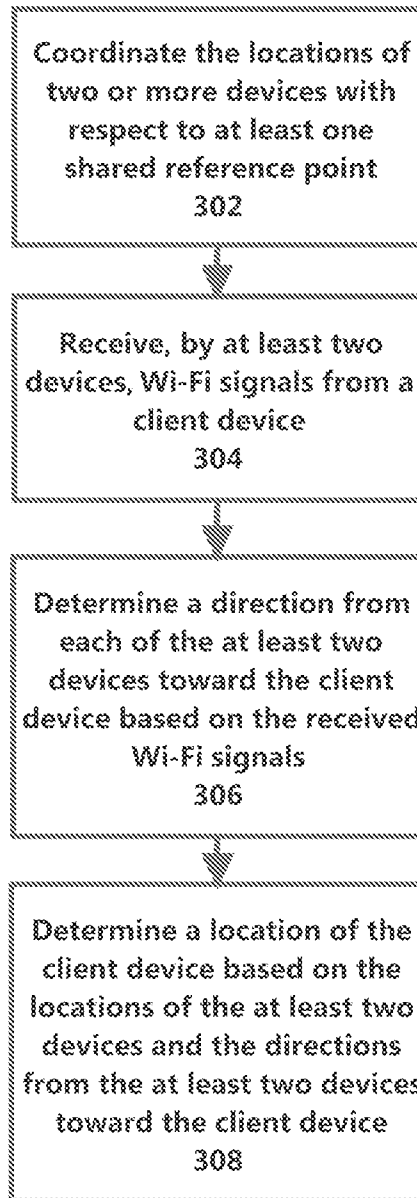 Coordinate the locations of
two or more devices with
respect to at least one
shared reference point
302
Receive, by at least two
devices, Wi-Fi signals from a
client device
304
Determine a direction from
each of the at least two
devices toward the client
device based on the received
Wi-Fi signals
306
Determine a location of the
client device based on the
locations of the at least two
devices and the directions
from the at least two devices
toward the client device
308